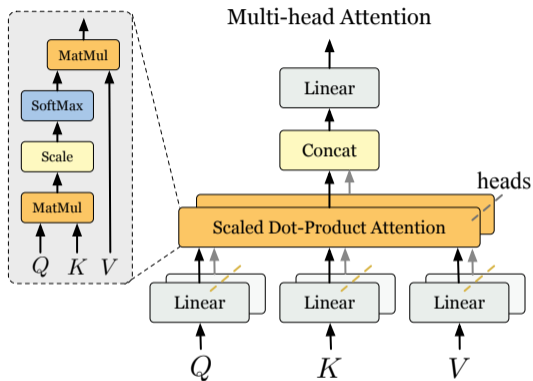 Multi-head Attention
MatMul
SoftMax
Scale
MatMul
Q K V
Linear
Concat
heads
Scaled Dot-Product Attention
Linear Linear Linear
Q K V